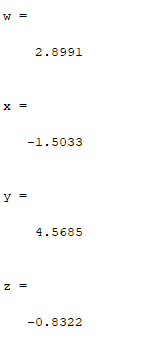 w =
2.8991
x =
-1.5033
y =
4.5685
z =
-0.8322